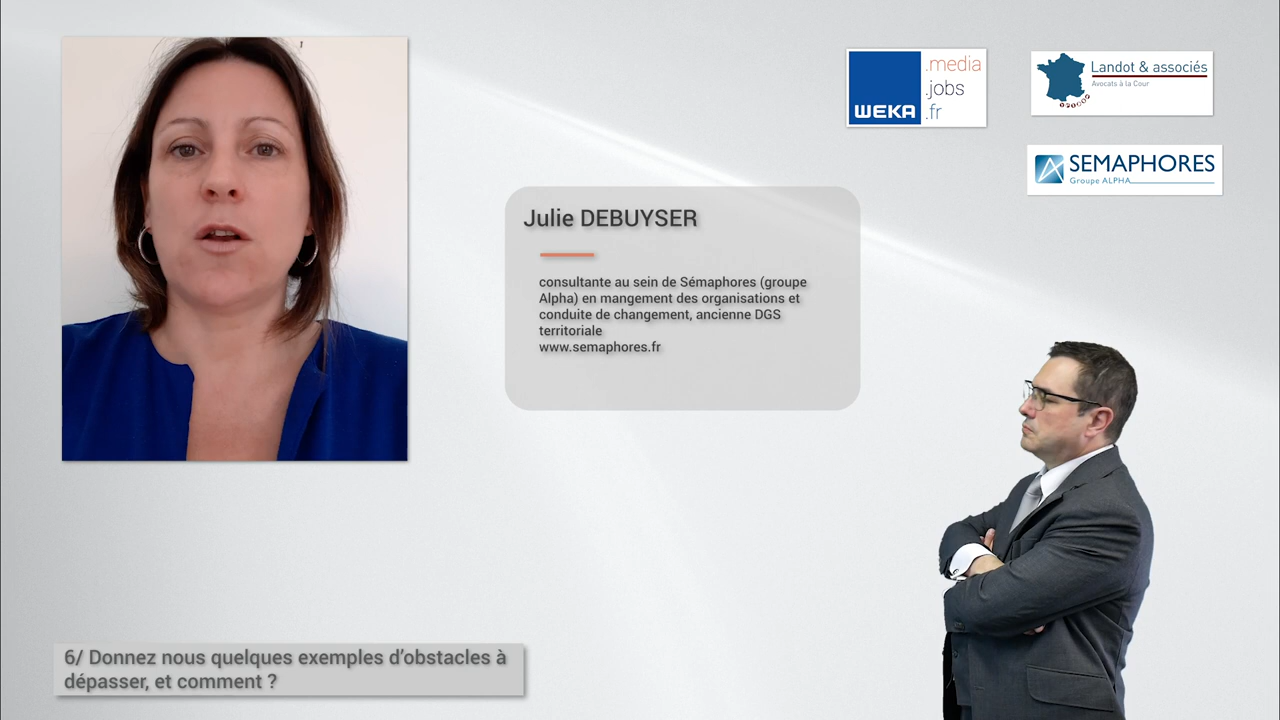 WEKA
.media
.jobs
.fr
Landot & associés
Avocats à la Cour
SEMAPHORES
Groupe ALPHA
Julie DEBUYSER
consultante au sein de Sémaphores (groupe
Alpha) en mangement des organisations et
conduite de changement, ancienne DGS
territoriale
www.semaphores.fr
6/ Donnez nous quelques exemples d'obstacles à
dépasser, et comment ?